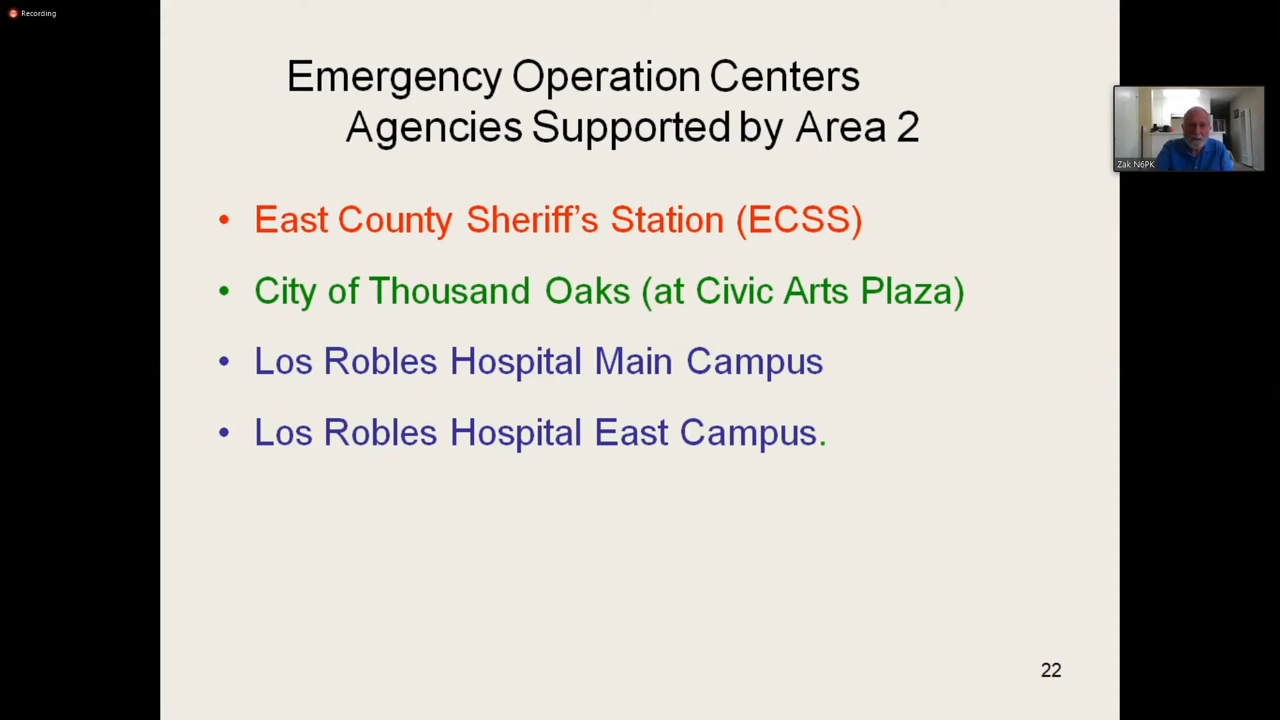 Recording
Emergency Operation Centers
Agencies Supported by Area 2
• East County Sheriff's Station (ECSS)
• City of Thousand Oaks (at Civic Arts Plaza)
• Los Robles Hospital Main Campus
• Los Robles Hospital East Campus.
Zak N6PK
22